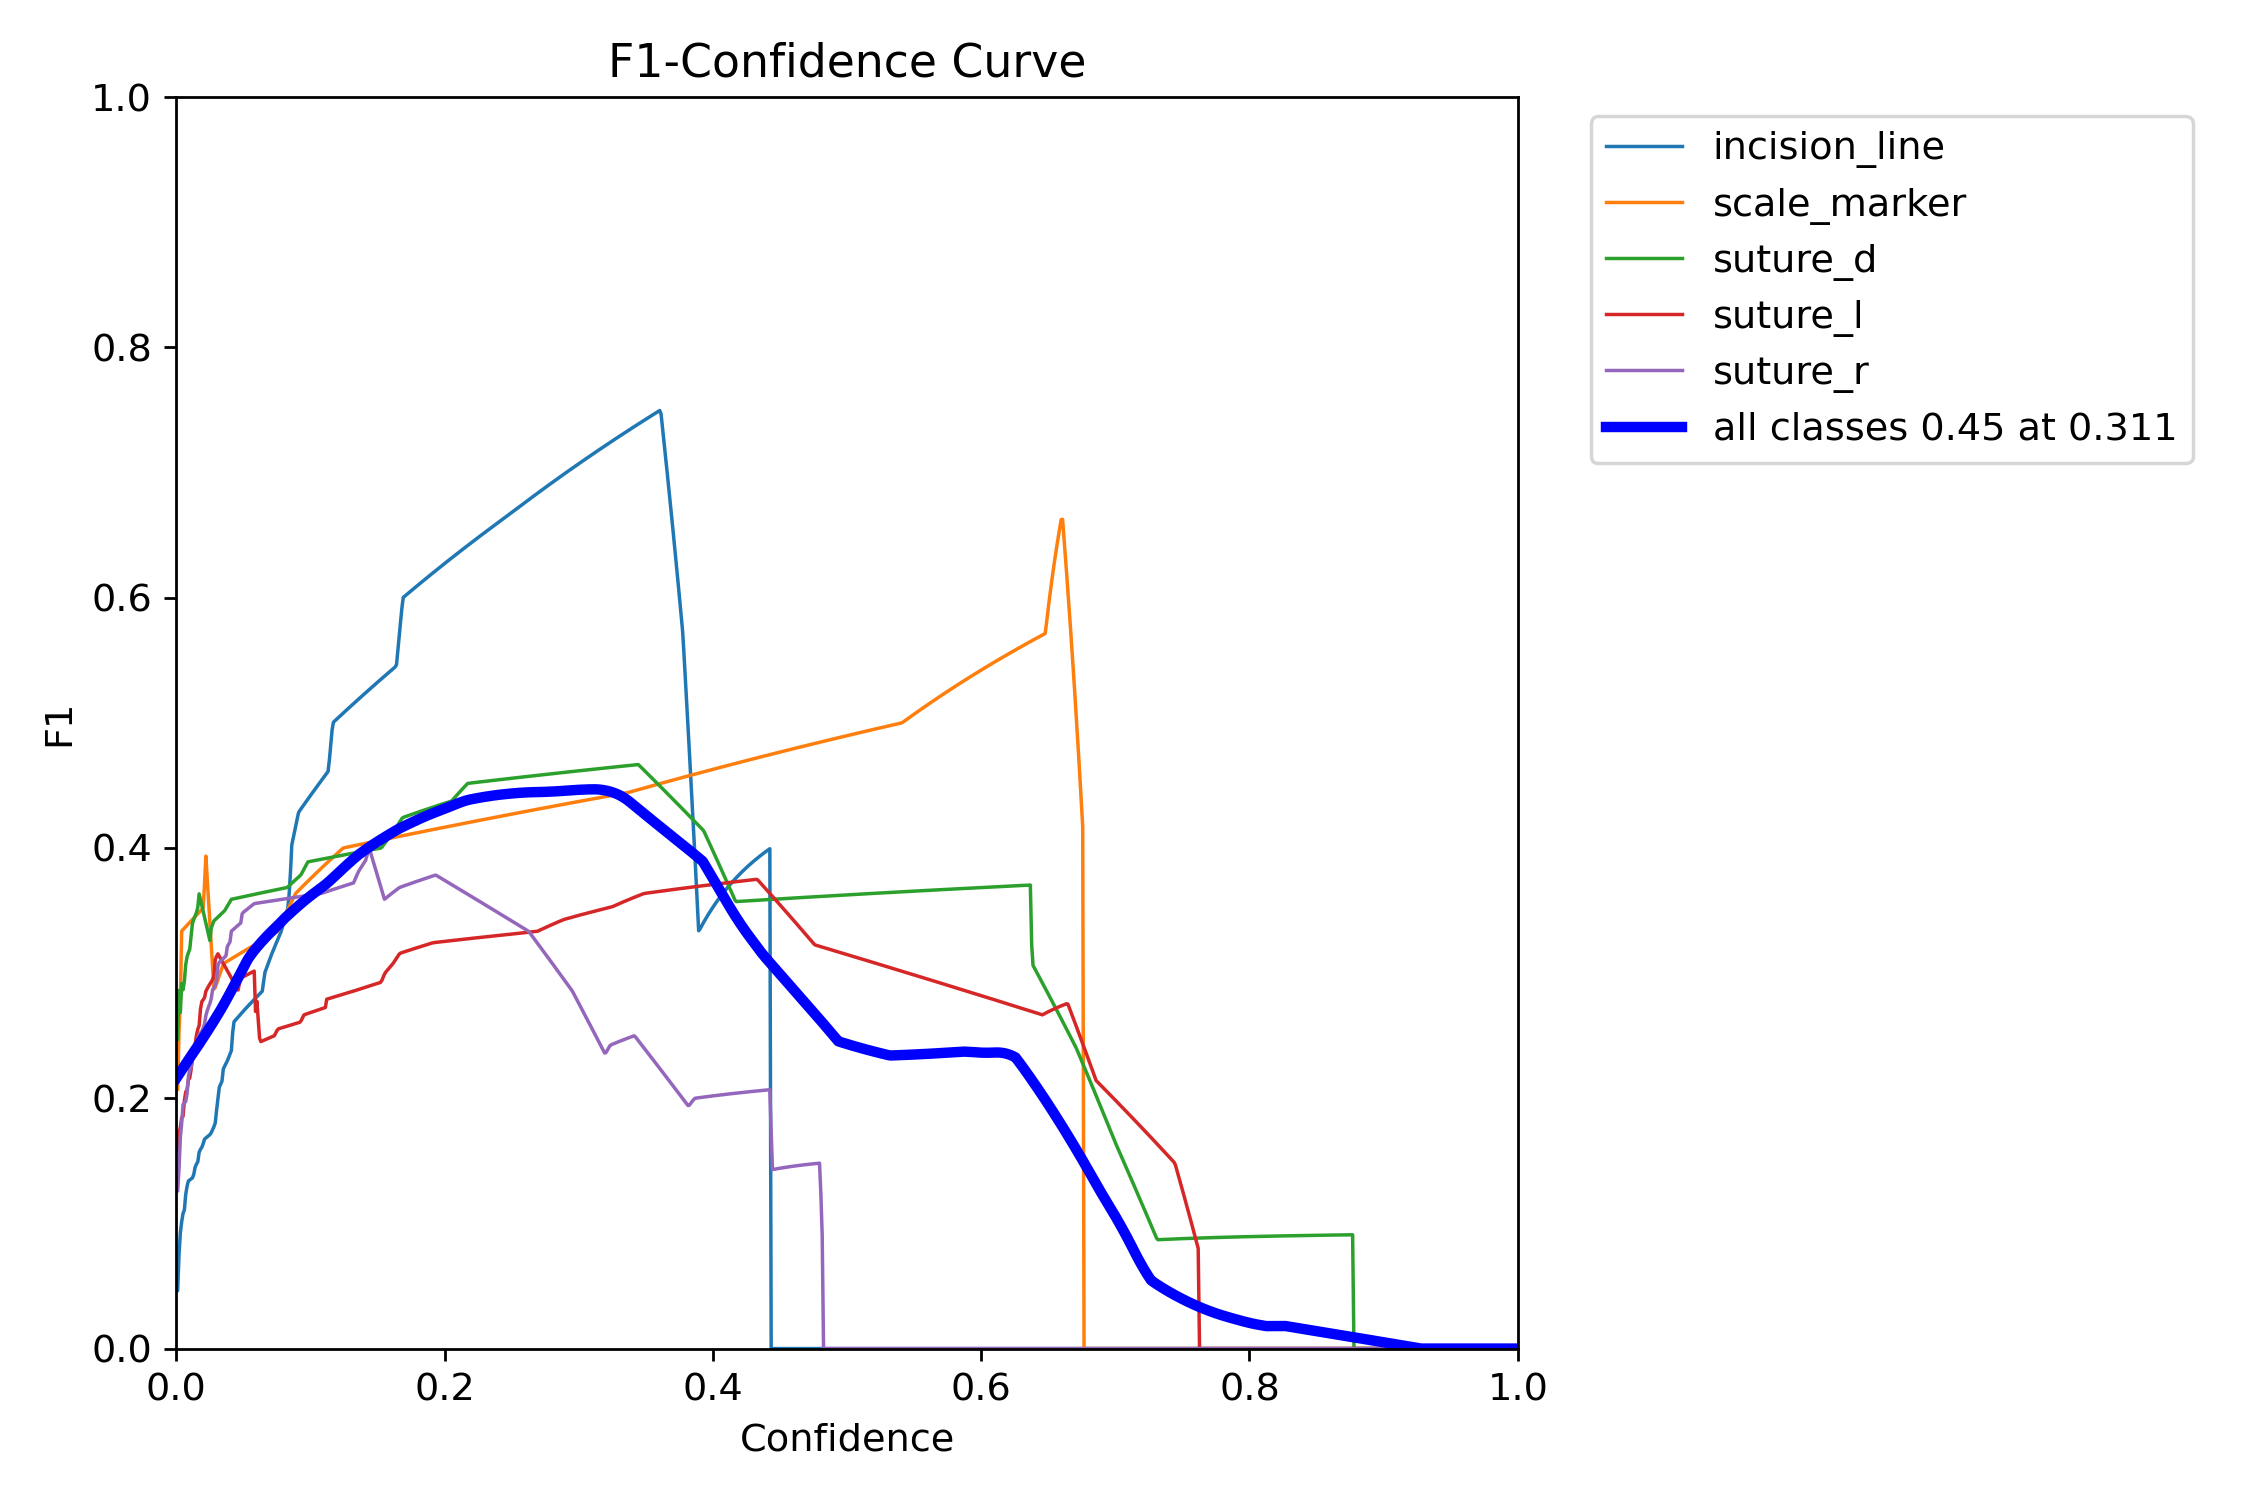 F1-Confidence Curve
1.0
0.8
0.6
0.4
0.2
0.0
F1
0.0 0.2 0.4 0.6 0.8 1.0
Confidence
incision_line
scale_marker
suture_d
suture_l
suture_r
all classes 0.45 at 0.311